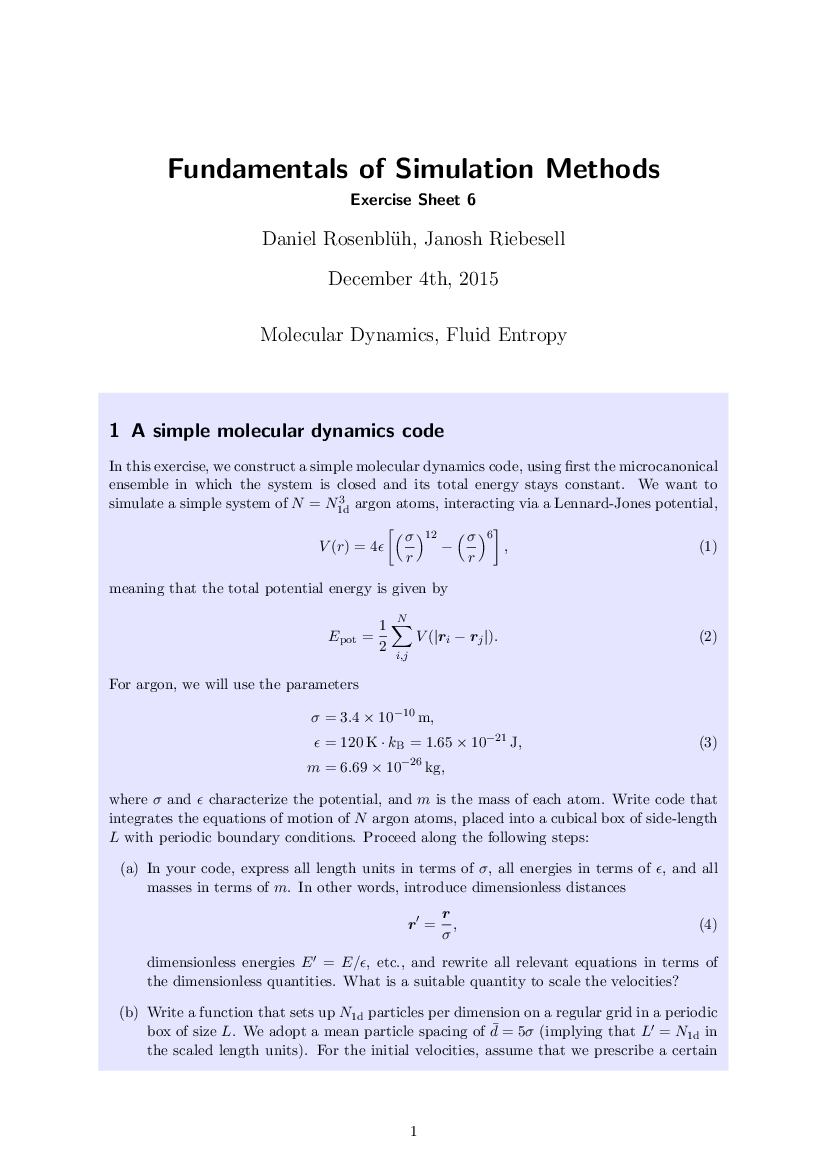 Fundamentals of Simulation Methods
Exercise Sheet 6
Daniel Rosenblüh, Janosh Riebesell
December 4th, 2015
Molecular Dynamics, Fluid Entropy
1 A simple molecular dynamics code
In this exercise, we construct a simple molecular dynamics code, using first the microcanonical
ensemble in which the system is closed and its total energy stays constant. We want to
simulate a simple system of $N = N_{1\mathrm{d}}^3$ argon atoms, interacting via a Lennard-Jones potential,
$V(r) = 4\epsilon \left[ \left( \frac{\sigma}{r} \right)^{12} - \left( \frac{\sigma}{r} \right)^{6} \right],$ (1)
meaning that the total potential energy is given by
$E_{\mathrm{pot}} = \frac{1}{2} \sum_{i,j}^{N} V(|\boldsymbol{r}_i - \boldsymbol{r}_j|).$ (2)
For argon, we will use the parameters
$\sigma = 3.4 \times 10^{-10}\,\mathrm{m},$
$\epsilon = 120\,\mathrm{K} \cdot k_{\mathrm{B}} = 1.65 \times 10^{-21}\,\mathrm{J},$ (3)
$m = 6.69 \times 10^{-26}\,\mathrm{kg},$
where $\sigma$ and $\epsilon$ characterize the potential, and $m$ is the mass of each atom. Write code that
integrates the equations of motion of $N$ argon atoms, placed into a cubical box of side-length
$L$ with periodic boundary conditions. Proceed along the following steps:
(a) In your code, express all length units in terms of $\sigma$, all energies in terms of $\epsilon$, and all
masses in terms of $m$. In other words, introduce dimensionless distances
$\boldsymbol{r}' = \frac{\boldsymbol{r}}{\sigma},$ (4)
dimensionless energies $E' = E/\epsilon$, etc., and rewrite all relevant equations in terms of
the dimensionless quantities. What is a suitable quantity to scale the velocities?
(b) Write a function that sets up $N_{1\mathrm{d}}$ particles per dimension on a regular grid in a periodic
box of size $L$. We adopt a mean particle spacing of $\bar{d} = 5\sigma$ (implying that $L' = N_{1\mathrm{d}}$ in
the scaled length units). For the initial velocities, assume that we prescribe a certain
1